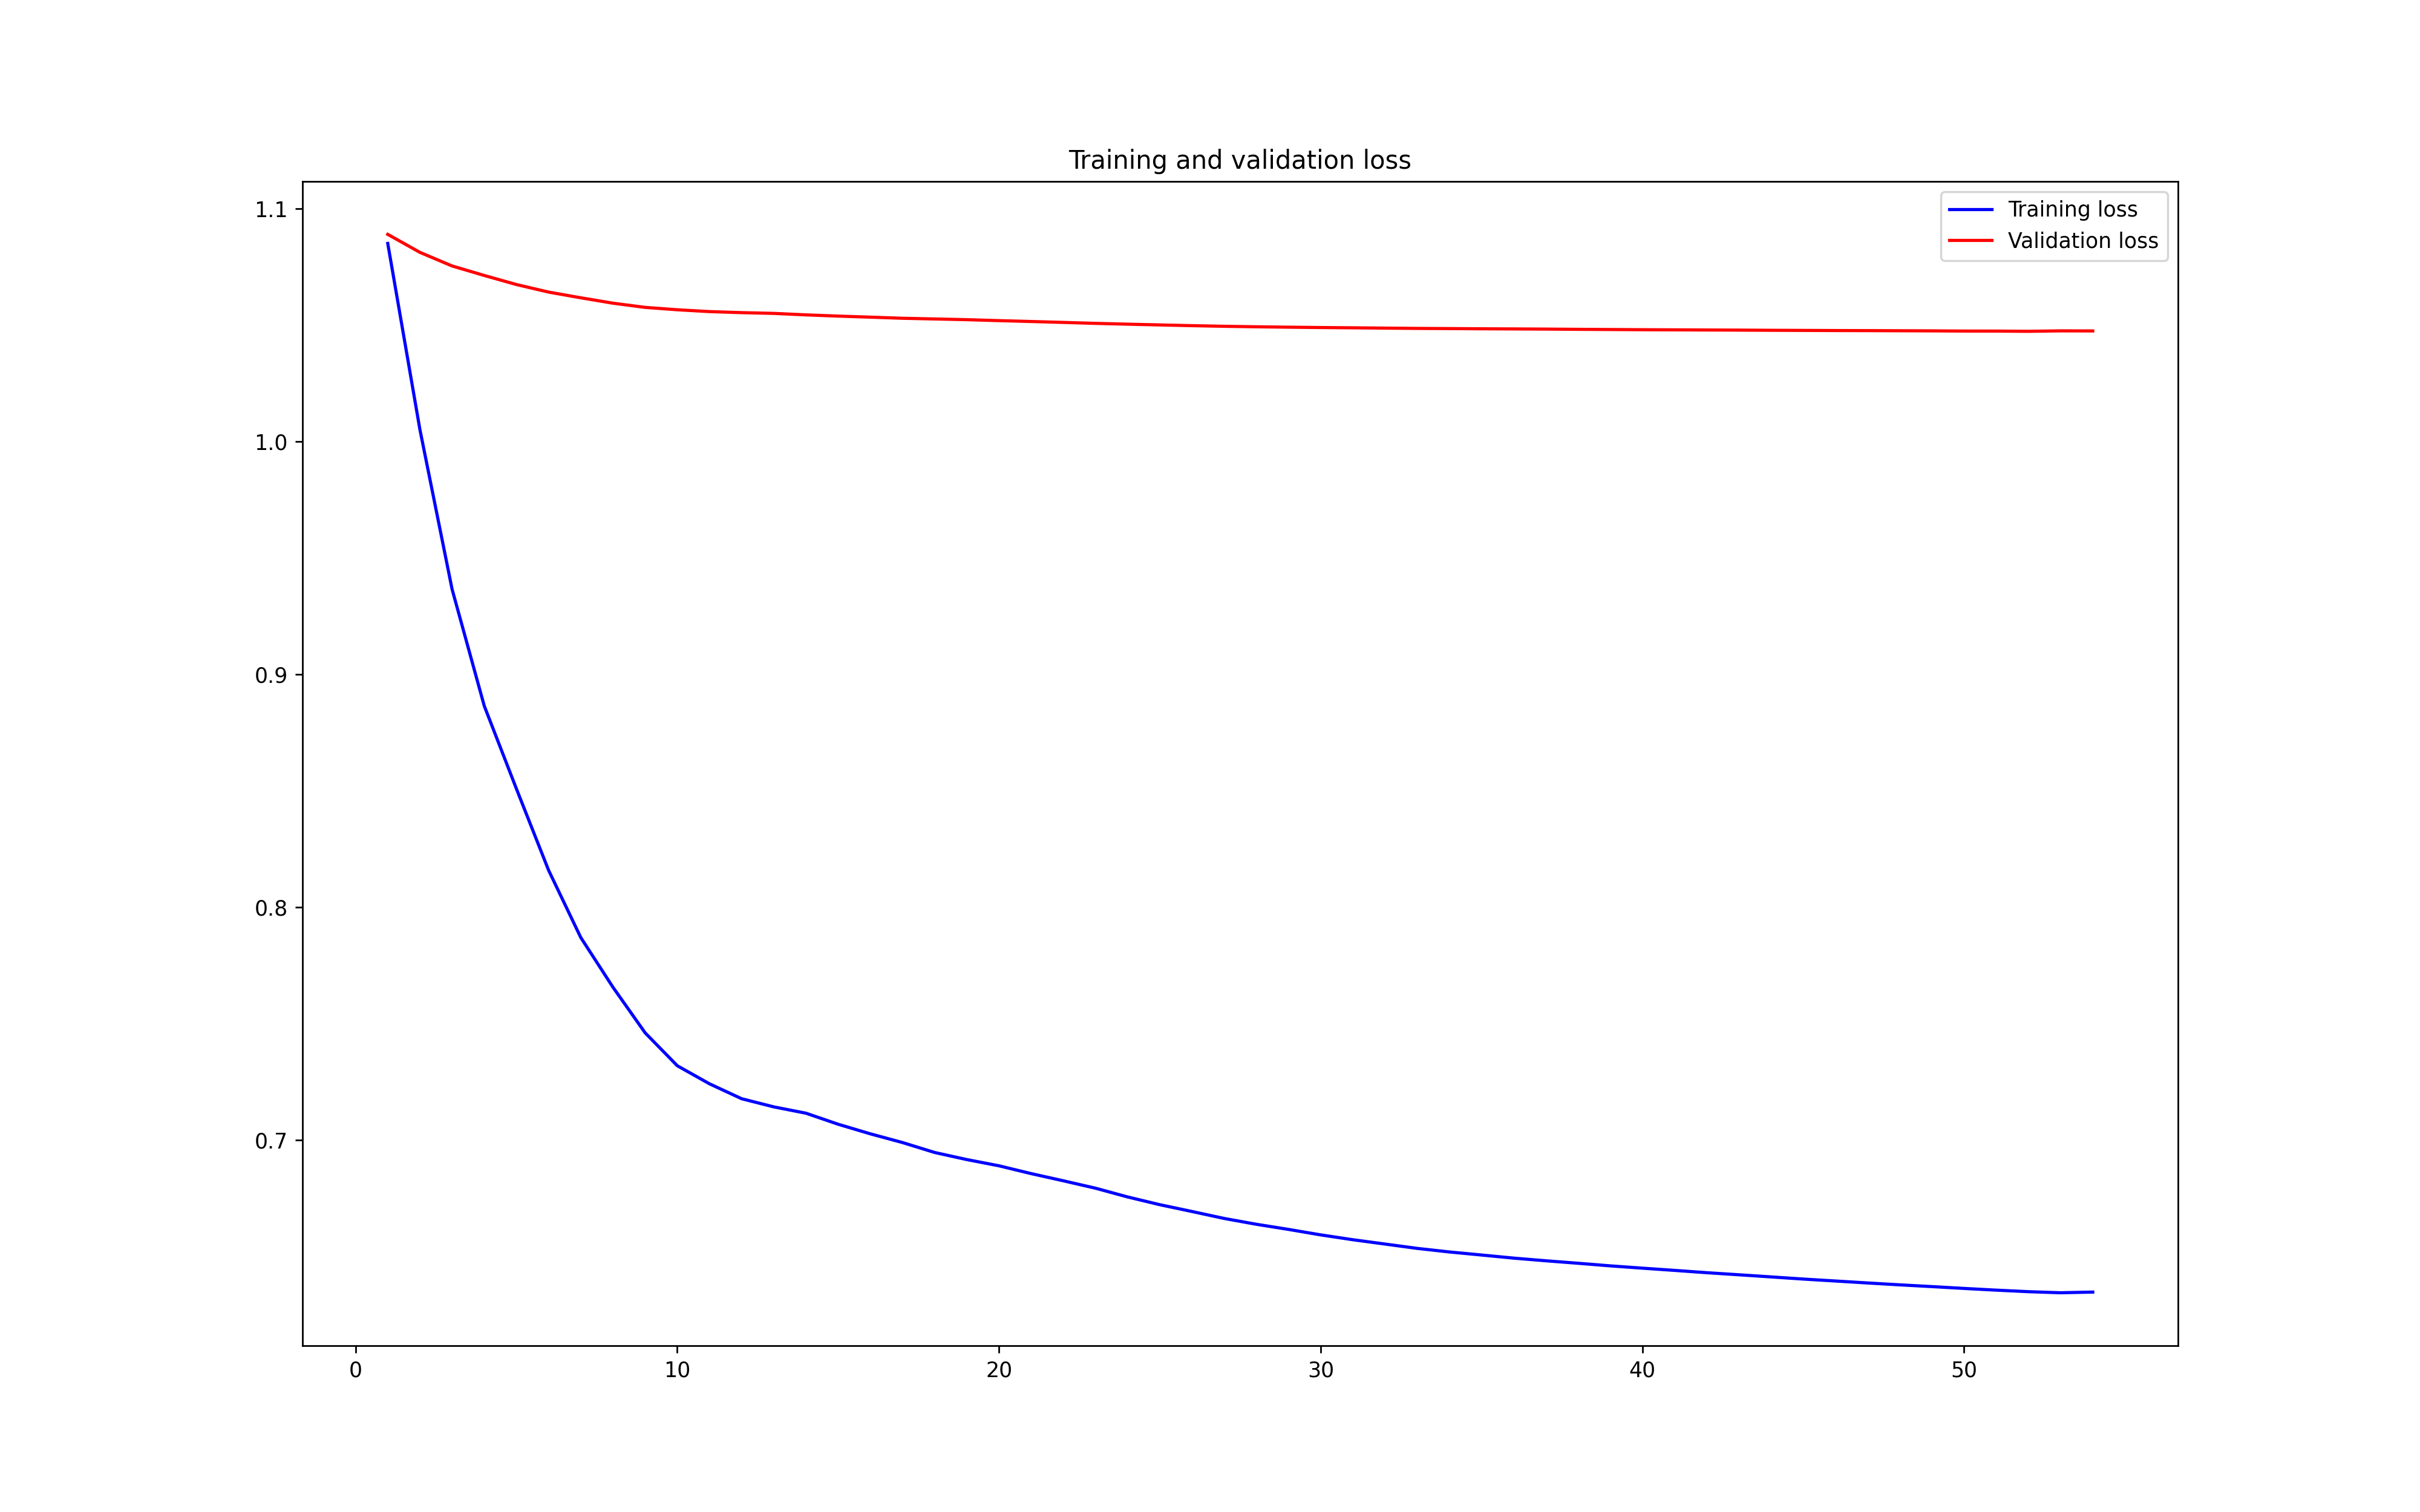 Training and validation loss
Training loss
Validation loss
1.1
1.0
0.9
0.8
0.7
0 10 20 30 40 50